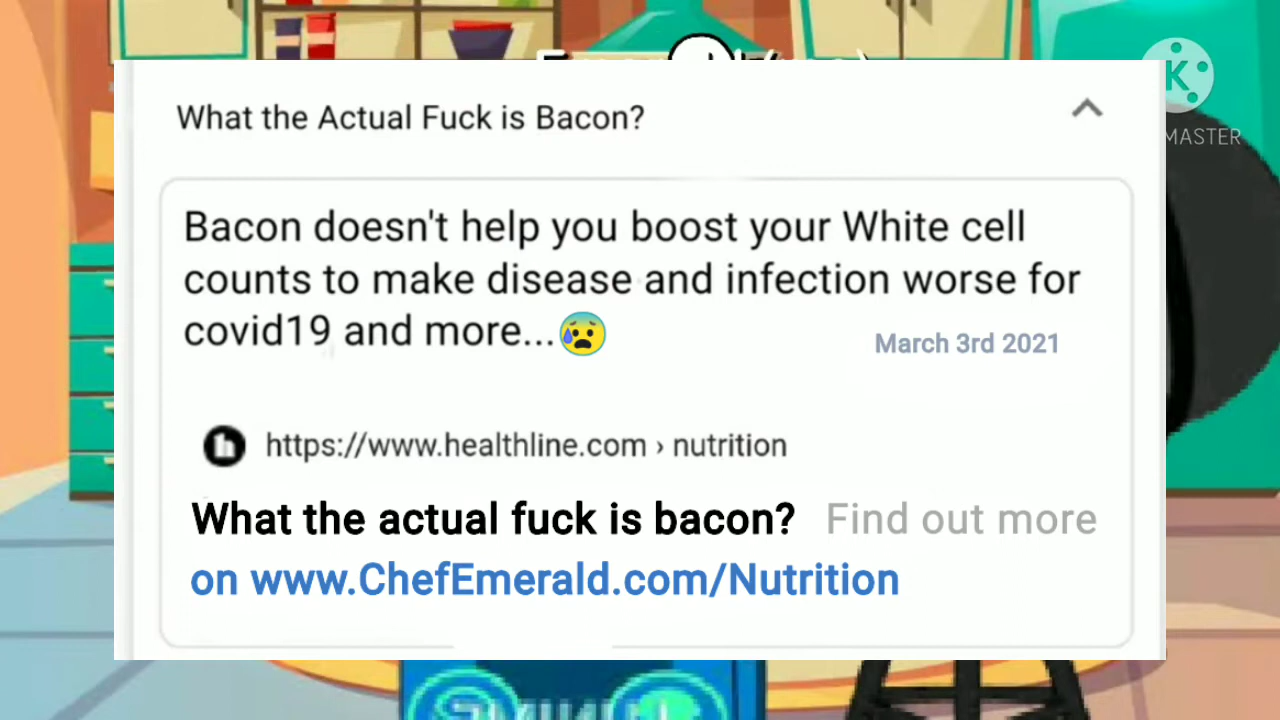 What the Actual Fuck is Bacon?
K
MASTER
Bacon doesn't help you boost your White cell
counts to make disease and infection worse for
covid19 and more...😰
March 3rd 2021
h https://www.healthline.com › nutrition
What the actual fuck is bacon? Find out more
on www.ChefEmerald.com/Nutrition